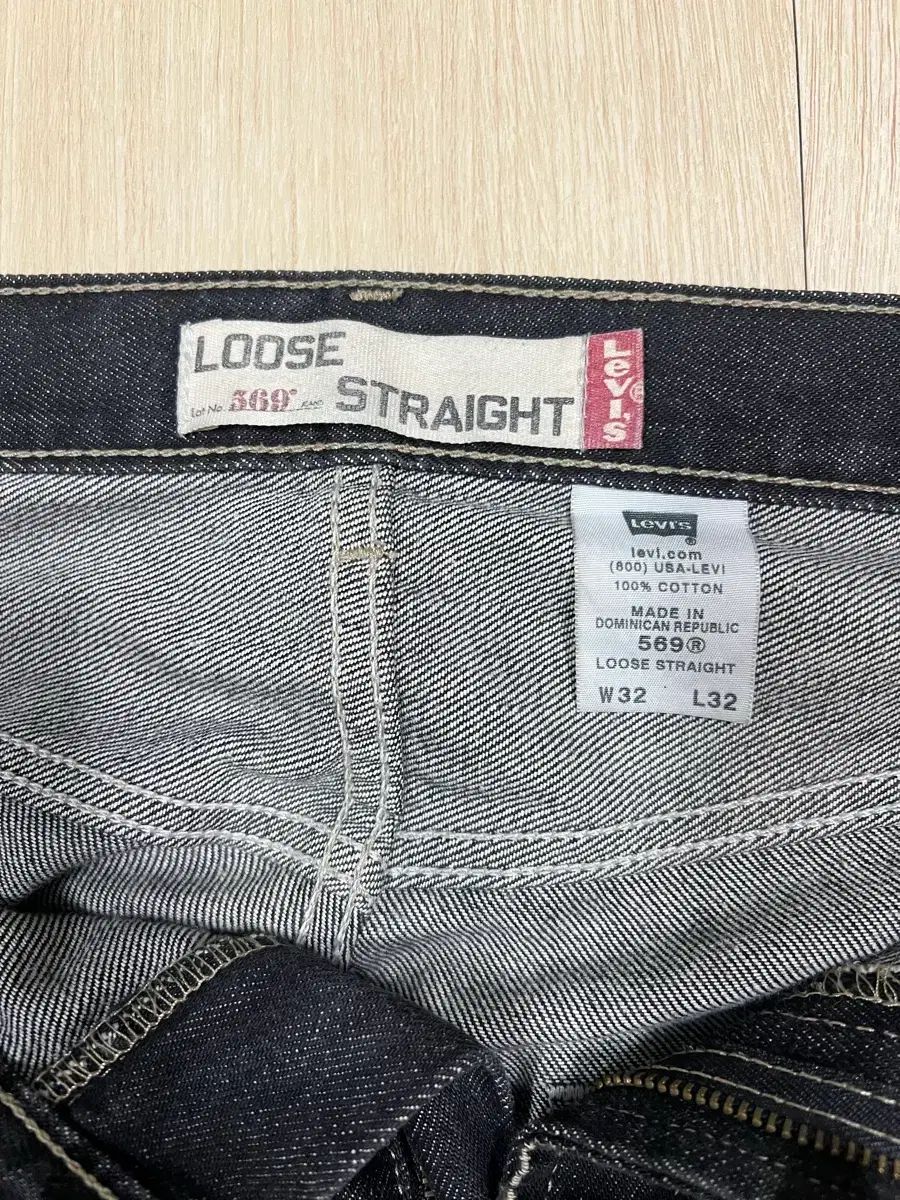 LOOSE
Lot No. 569® JEANS STRAIGHT
Levi's®
Levi's®
levi.com
(800) USA-LEVI
100% COTTON
MADE IN
DOMINICAN REPUBLIC
569®
LOOSE STRAIGHT
W32 L32